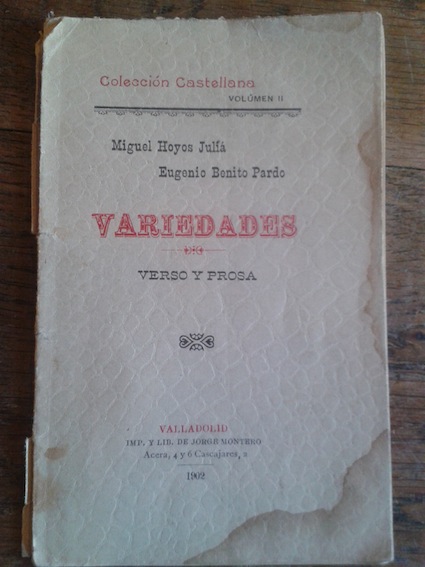 Colección Castellana
VOLÚMEN II
Miguel Hoyos Juliá
Eugenio Benito Pardo
VARIEDADES
VERSO Y PROSA
VALLADOLID
IMP. Y LIB. DE JORGE MONTERO
Acera, 4 y 6 Cascajares, 2
1902